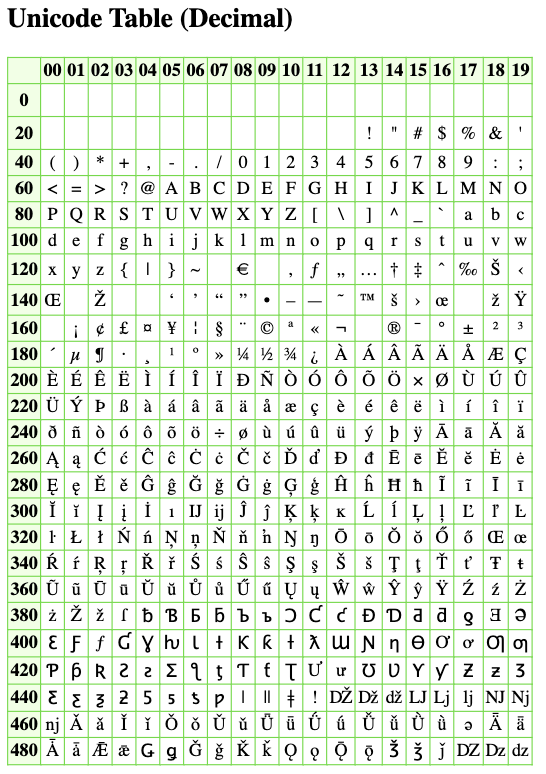 Unicode Table (Decimal)
00 01 02 03 04 05 06 07 08 09 10 11 12 13 14 15 16 17 18 19
0
20 ! " # $ % & '
40 ( ) * + , - . / 0 1 2 3 4 5 6 7 8 9 : ;
60 < = > ? @ A B C D E F G H I J K L M N O
80 P Q R S T U V W X Y Z [ \ ] ^ _ ` a b c
100 d e f g h i j k l m n o p q r s t u v w
120 x y z { | } ~ € ‚ ƒ „ … † ‡ ˆ ‰ Š ‹
140 Œ Ž ‘ ’ “ ” • – — ˜ ™ š › œ ž Ÿ
160 ¡ ¢ £ ¤ ¥ ¦ § ¨ © ª « ¬ ® ¯ ° ± ² ³
180 ´ µ ¶ · ¸ ¹ º » ¼ ½ ¾ ¿ À Á Â Ã Ä Å Æ Ç
200 È É Ê Ë Ì Í Î Ï Ð Ñ Ò Ó Ô Õ Ö × Ø Ù Ú Û
220 Ü Ý Þ ß à á â ã ä å æ ç è é ê ë ì í î ï
240 ð ñ ò ó ô õ ö ÷ ø ù ú û ü ý þ ÿ Ā ā Ă ă
260 Ą ą Ć ć Ĉ ĉ Ċ ċ Č č Ď ď Đ đ Ē ē Ĕ ĕ Ė ė
280 Ę ę Ě ě Ĝ ĝ Ğ ğ Ġ ġ Ģ ģ Ĥ ĥ Ħ ħ Ĩ ĩ Ī ī
300 Ĭ ĭ Į į İ ı Ĳ ĳ Ĵ ĵ Ķ ķ ĸ Ĺ ĺ Ļ ļ Ľ ľ Ŀ
320 ŀ Ł ł Ń ń Ņ ņ Ň ň ŉ Ŋ ŋ Ō ō Ŏ ŏ Ő ő Œ œ
340 Ŕ ŕ Ŗ ŗ Ř ř Ś ś Ŝ ŝ Ş ş Š š Ţ ţ Ť ť Ŧ ŧ
360 Ũ ũ Ū ū Ŭ ŭ Ů ů Ű ű Ų ų Ŵ ŵ Ŷ ŷ Ÿ Ź ź Ż
380 ż Ž ž ſ ƀ Ɓ Ƃ ƃ Ƅ ƅ Ɔ Ƈ ƈ Ɖ Ɗ Ƌ ƌ ƍ Ǝ Ə
400 Ɛ Ƒ ƒ Ɠ Ɣ ƕ Ɩ Ɨ Ƙ ƙ ƚ ƛ Ɯ Ɲ ƞ Ɵ Ơ ơ Ƣ ƣ
420 Ƥ ƥ Ʀ Ƨ ƨ Ʃ ƪ ƫ Ƭ ƭ Ʈ Ư ư Ʊ Ʋ Ƴ ƴ Ƶ ƶ Ʒ
440 Ƹ ƹ ƺ ƻ Ƽ ƽ ƾ ƿ ǀ ǁ ǂ ǃ Ǆ ǅ ǆ Ǉ ǈ ǉ Ǌ ǋ
460 ǌ Ǎ ǎ Ǐ ǐ Ǒ ǒ Ǔ ǔ Ǖ ǖ Ǘ ǘ Ǚ ǚ Ǜ ǜ ǝ Ǟ ǟ
480 Ǡ ǡ Ǣ ǣ Ǥ ǥ Ǧ ǧ Ǩ ǩ Ǫ ǫ Ǭ ǭ Ǯ ǯ ǰ Ǳ ǲ ǳ